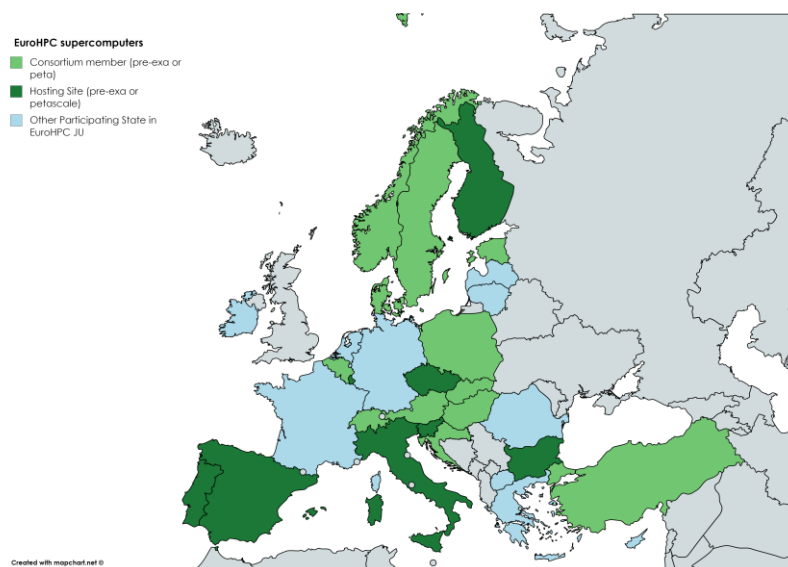 EuroHPC supercomputers
Consortium member (pre-exa or
peta)
Hosting Site (pre-exa or
petascale)
Other Participating State in
EuroHPC JU
Created with mapchart.net ©